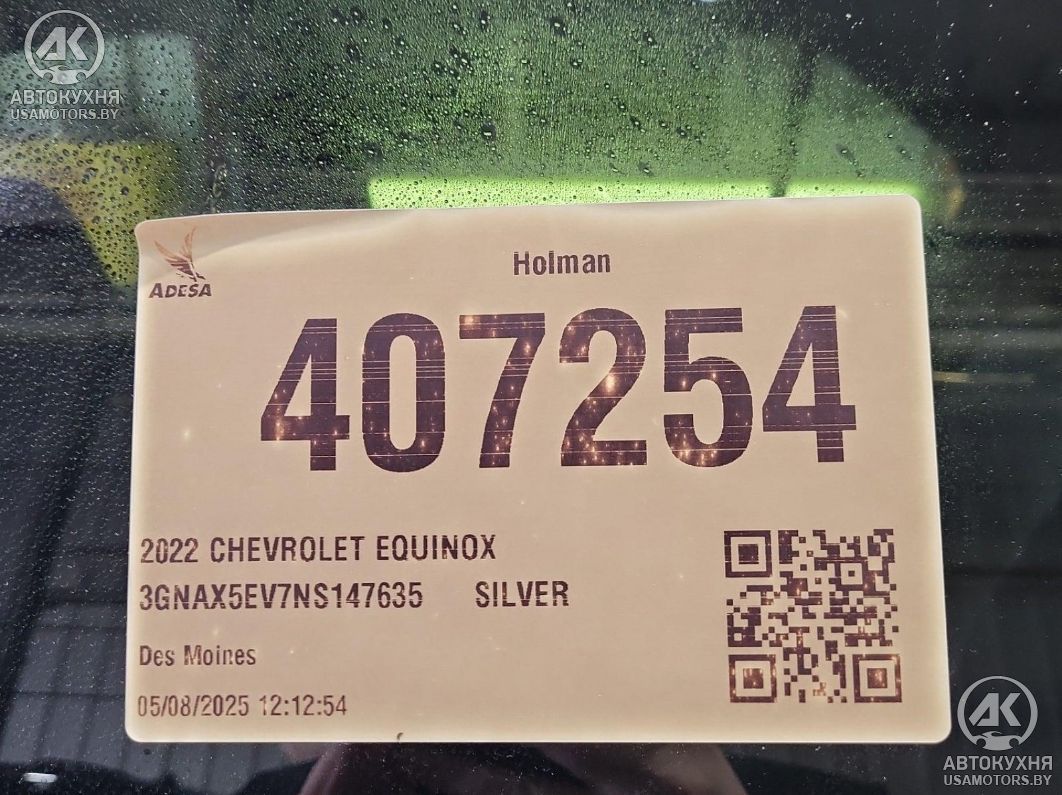 AK
АВТОКУХНЯ
USAMOTORS.BY
ADESA
Holman
407254
2022 CHEVROLET EQUINOX
3GNAX5EV7NS147635 SILVER
Des Moines
05/08/2025 12:12:54
AK
АВТОКУХНЯ
USAMOTORS.BY